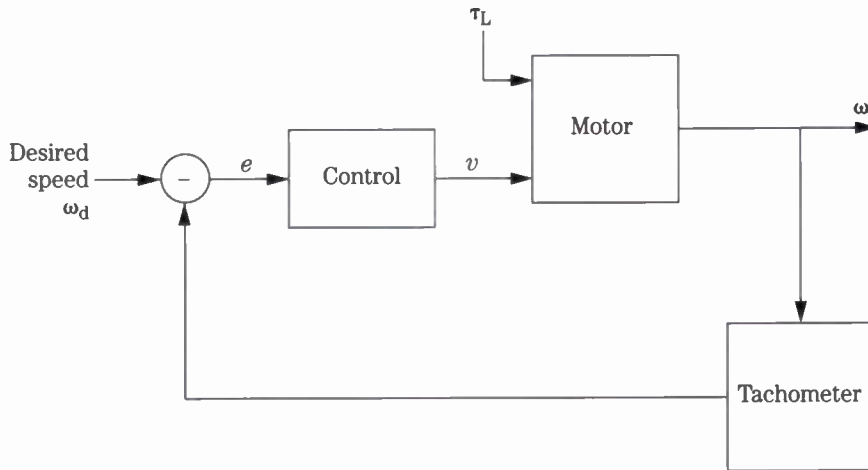 τL
Motor
ω
Desired
speed
ωd
−
e
Control
v
Tachometer